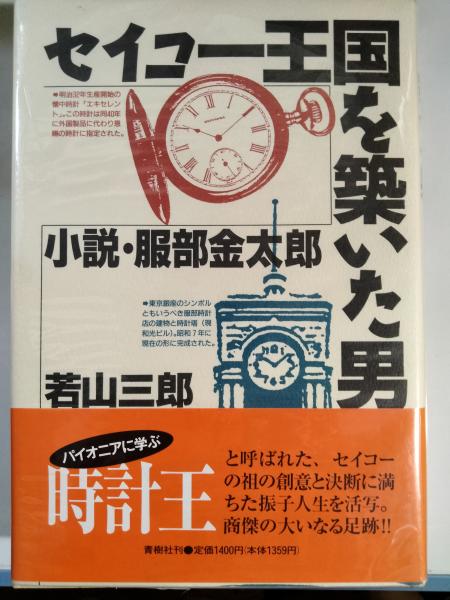 セイコー王国を築いた男
➡明治32年生産開始の
懐中時計「エキセレン
ト」。この時計は同40年
に外国製品に代わり恩
賜の時計に指定された。
小説・服部金太郎
➡東京銀座のシンボル
ともいうべき服部時計
店の建物と時計塔（現
和光ビル）。昭和7年に
現在の形に完成された。
若山三郎
パイオニアに学ぶ
時計王
と呼ばれた、セイコー
の祖の創意と決断に満
ちた振子人生を活写。
商傑の大いなる足跡!!
青樹社刊●定価1400円(本体1359円)